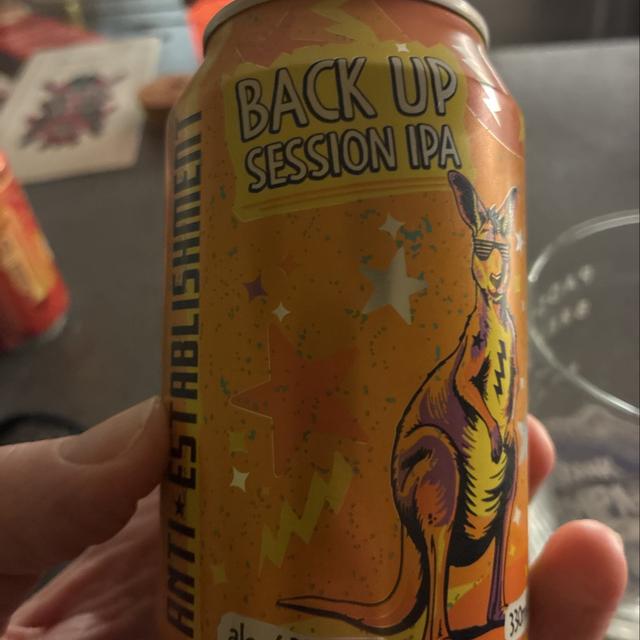 BACK UP
SESSION IPA
ANTI★ESTABLISHMENT